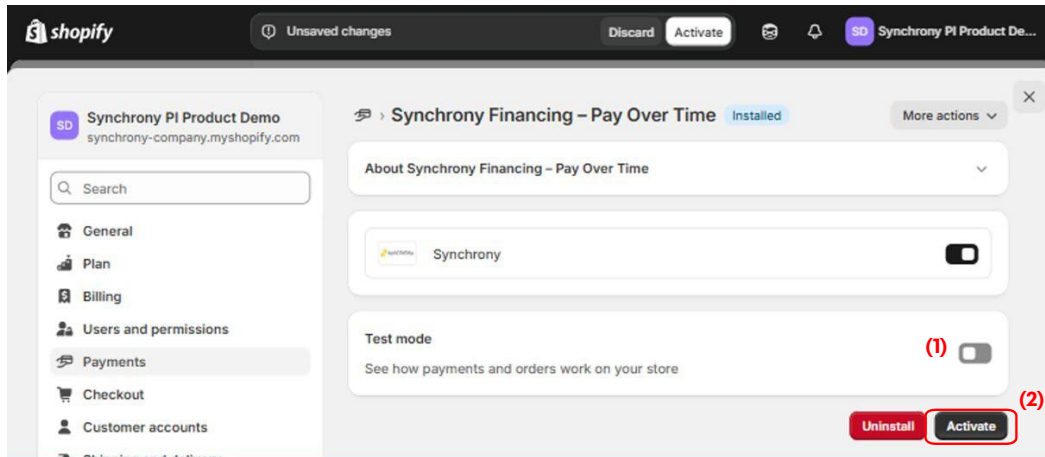 shopify
Unsaved changes
Discard
Activate
SD
Synchrony PI Product De...
SD
Synchrony PI Product Demo
synchrony-company.myshopify.com
Search
General
Plan
Billing
Users and permissions
Payments
Checkout
Customer accounts
› Synchrony Financing – Pay Over Time Installed
More actions
About Synchrony Financing – Pay Over Time
synchrony
Synchrony
Test mode
See how payments and orders work on your store
(1)
(2)
Uninstall
Activate